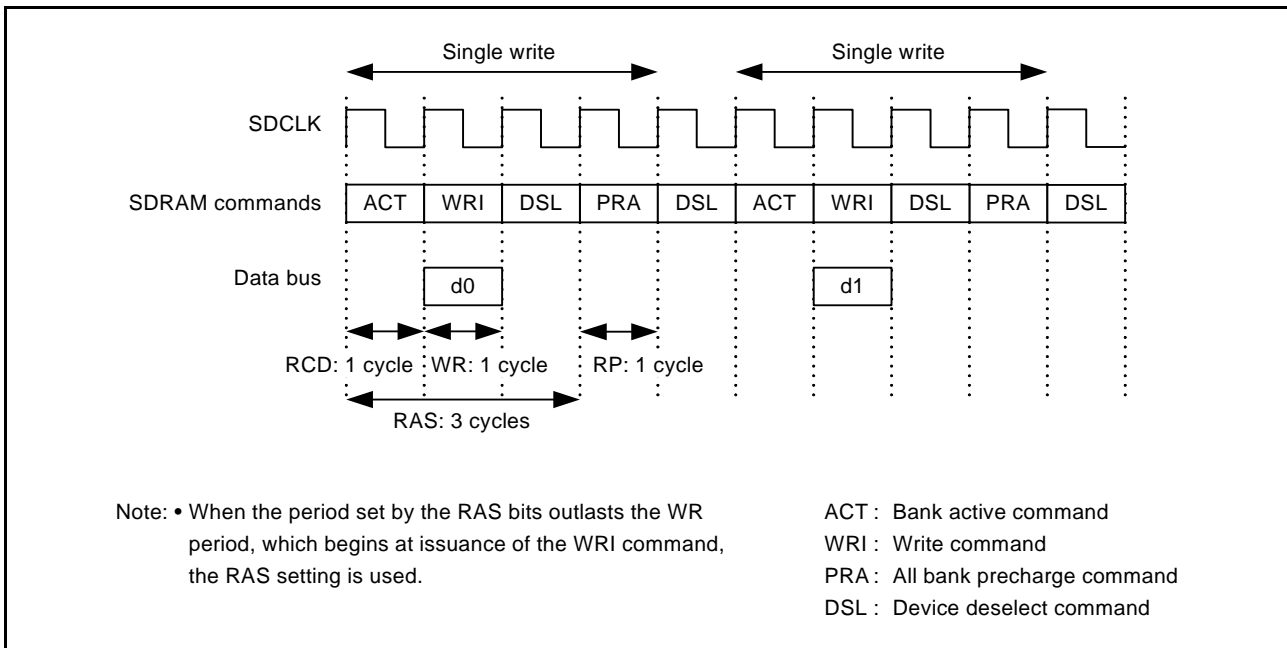 Single write Single write
SDCLK
SDRAM commands ACT WRI DSL PRA DSL ACT WRI DSL PRA DSL
Data bus d0 d1
RCD: 1 cycle WR: 1 cycle RP: 1 cycle
RAS: 3 cycles
Note: • When the period set by the RAS bits outlasts the WR
period, which begins at issuance of the WRI command,
the RAS setting is used.
ACT : Bank active command
WRI : Write command
PRA : All bank precharge command
DSL : Device deselect command